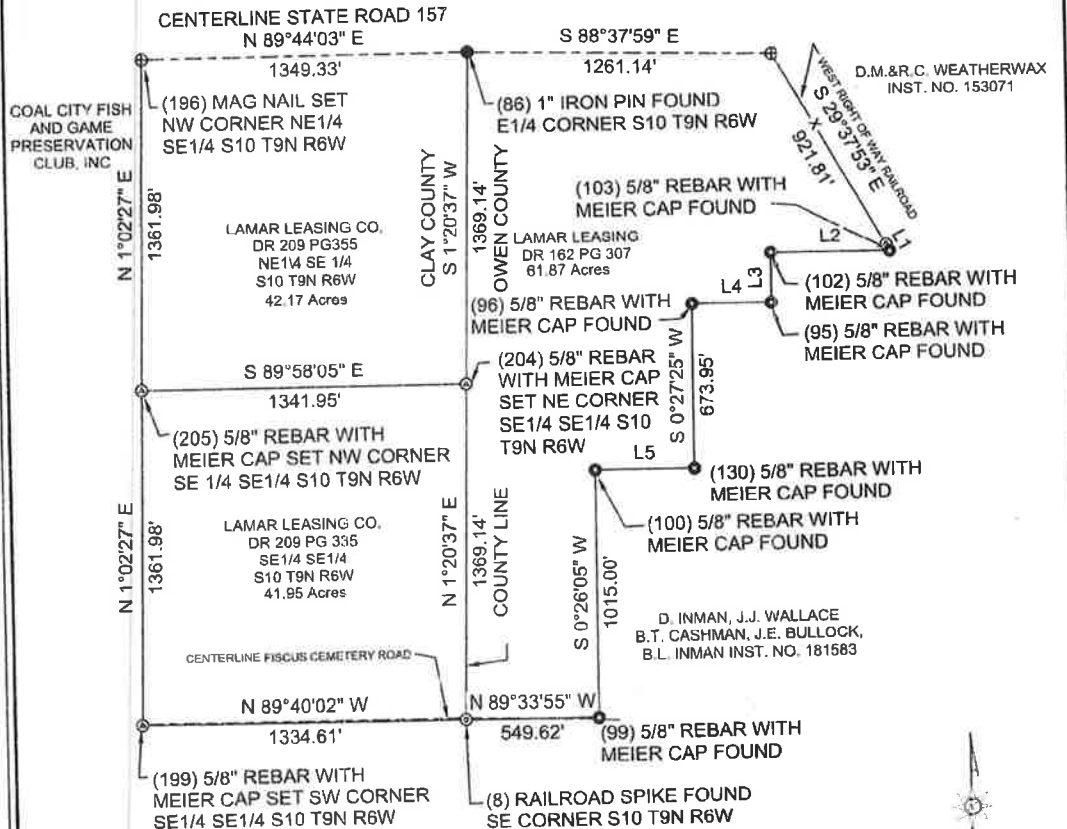 CENTERLINE STATE ROAD 157
N 89°44'03" E
1349.33'
S 88°37'59" E
1261.14'
COAL CITY FISH
AND GAME
PRESERVATION
CLUB, INC
(196) MAG NAIL SET
NW CORNER NE1/4
SE1/4 S10 T9N R6W
(86) 1" IRON PIN FOUND
E1/4 CORNER S10 T9N R6W
WEST RIGHT OF WAY RAILROAD
S 29°37'53" E
X
921.81'
D.M.&R.C. WEATHERWAX
INST. NO. 153071
N 1°02'27" E
1361.98'
LAMAR LEASING CO.
DR 209 PG355
NE1\4 SE 1/4
S10 T9N R6W
42.17 Acres
CLAY COUNTY
S 1°20'37" W
1369.14'
OWEN COUNTY
LAMAR LEASING
DR 162 PG 307
61.87 Acres
(103) 5/8" REBAR WITH
MEIER CAP FOUND
L1
L2
L3
L4
(102) 5/8" REBAR WITH
MEIER CAP FOUND
(96) 5/8" REBAR WITH
MEIER CAP FOUND
(95) 5/8" REBAR WITH
MEIER CAP FOUND
S 89°58'05" E
1341.95'
(204) 5/8" REBAR
WITH MEIER CAP
SET NE CORNER
SE1/4 SE1/4 S10
T9N R6W
S 0°27'25" W
673.95'
(205) 5/8" REBAR WITH
MEIER CAP SET NW CORNER
SE 1/4 SE1/4 S10 T9N R6W
L5
(130) 5/8" REBAR WITH
MEIER CAP FOUND
(100) 5/8" REBAR WITH
MEIER CAP FOUND
N 1°02'27" E
1361.98'
LAMAR LEASING CO.
DR 209 PG 335
SE1/4 SE1/4
S10 T9N R6W
41.95 Acres
N 1°20'37" E
1369.14'
COUNTY LINE
S 0°26'05" W
1015.00'
D. INMAN, J.J. WALLACE
B.T. CASHMAN, J.E. BULLOCK,
B.L. INMAN INST. NO. 181583
CENTERLINE FISCUS CEMETERY ROAD
N 89°40'02" W
1334.61'
N 89°33'55" W
549.62'
(99) 5/8" REBAR WITH
MEIER CAP FOUND
(199) 5/8" REBAR WITH
MEIER CAP SET SW CORNER
SE1/4 SE1/4 S10 T9N R6W
(8) RAILROAD SPIKE FOUND
SE CORNER S10 T9N R6W